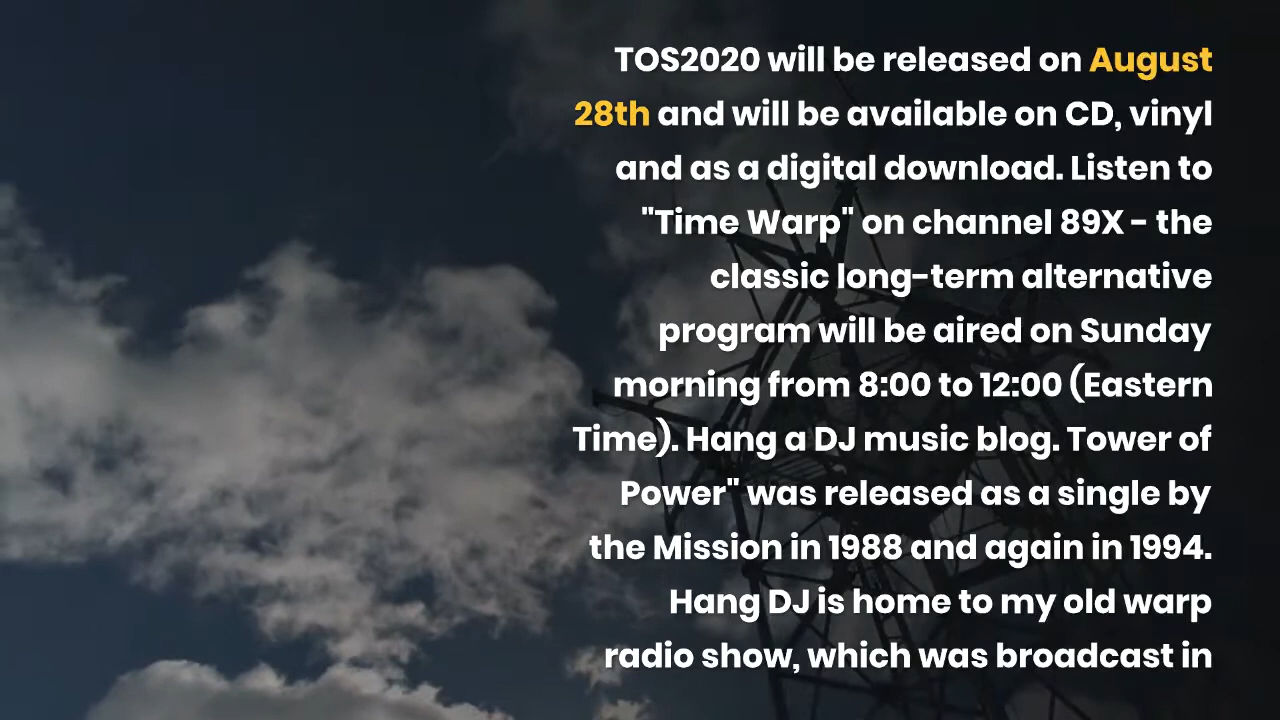 TOS2020 will be released on August
28th and will be available on CD, vinyl
and as a digital download. Listen to
"Time Warp" on channel 89X - the
classic long-term alternative
program will be aired on Sunday
morning from 8:00 to 12:00 (Eastern
Time). Hang a DJ music blog. Tower of
Power" was released as a single by
the Mission in 1988 and again in 1994.
Hang DJ is home to my old warp
radio show, which was broadcast in